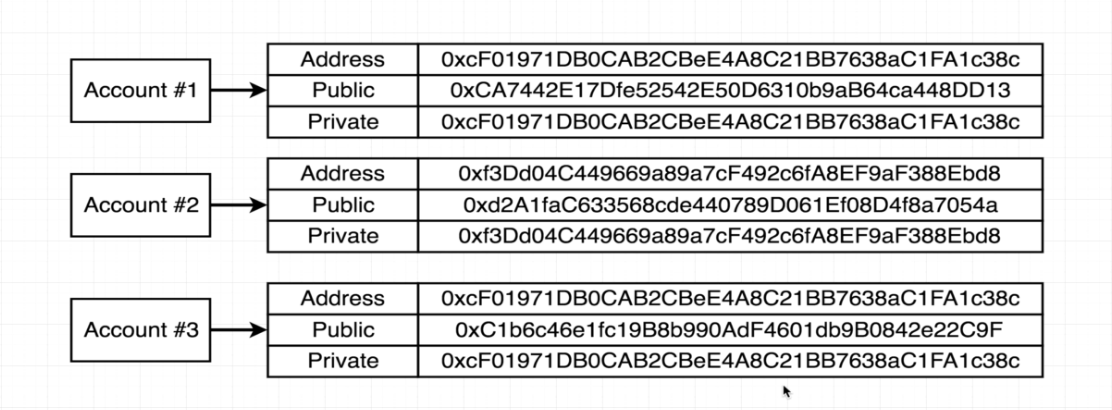 Address 0xcF01971DB0CAB2CBeE4A8C21BB7638aC1FA1c38c
Account #1 Public 0xCA7442E17Dfe52542E50D6310b9aB64ca448DD13
Private 0xcF01971DB0CAB2CBeE4A8C21BB7638aC1FA1c38c
Address 0xf3Dd04C449669a89a7cF492c6fA8EF9aF388Ebd8
Account #2 Public 0xd2A1faC633568cde440789D061Ef08D4f8a7054a
Private 0xf3Dd04C449669a89a7cF492c6fA8EF9aF388Ebd8
Address 0xcF01971DB0CAB2CBeE4A8C21BB7638aC1FA1c38c
Account #3 Public 0xC1b6c46e1fc19B8b990AdF4601db9B0842e22C9F
Private 0xcF01971DB0CAB2CBeE4A8C21BB7638aC1FA1c38c